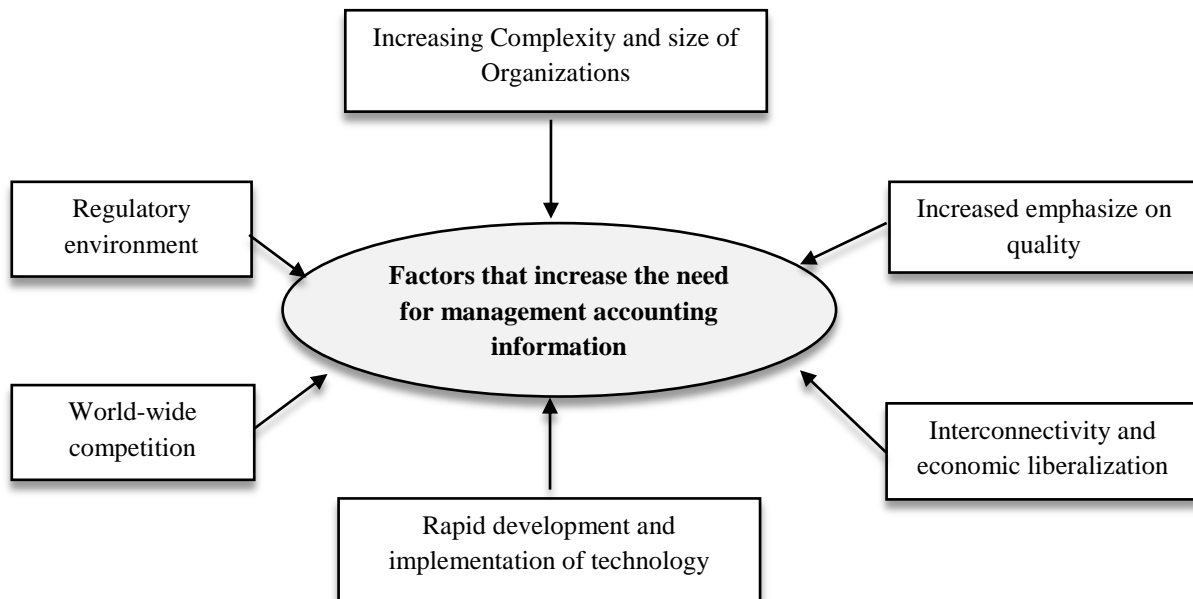 Increasing Complexity and size of
Organizations
Regulatory
environment
Increased emphasize on
quality
Factors that increase the need
for management accounting
information
World-wide
competition
Interconnectivity and
economic liberalization
Rapid development and
implementation of technology